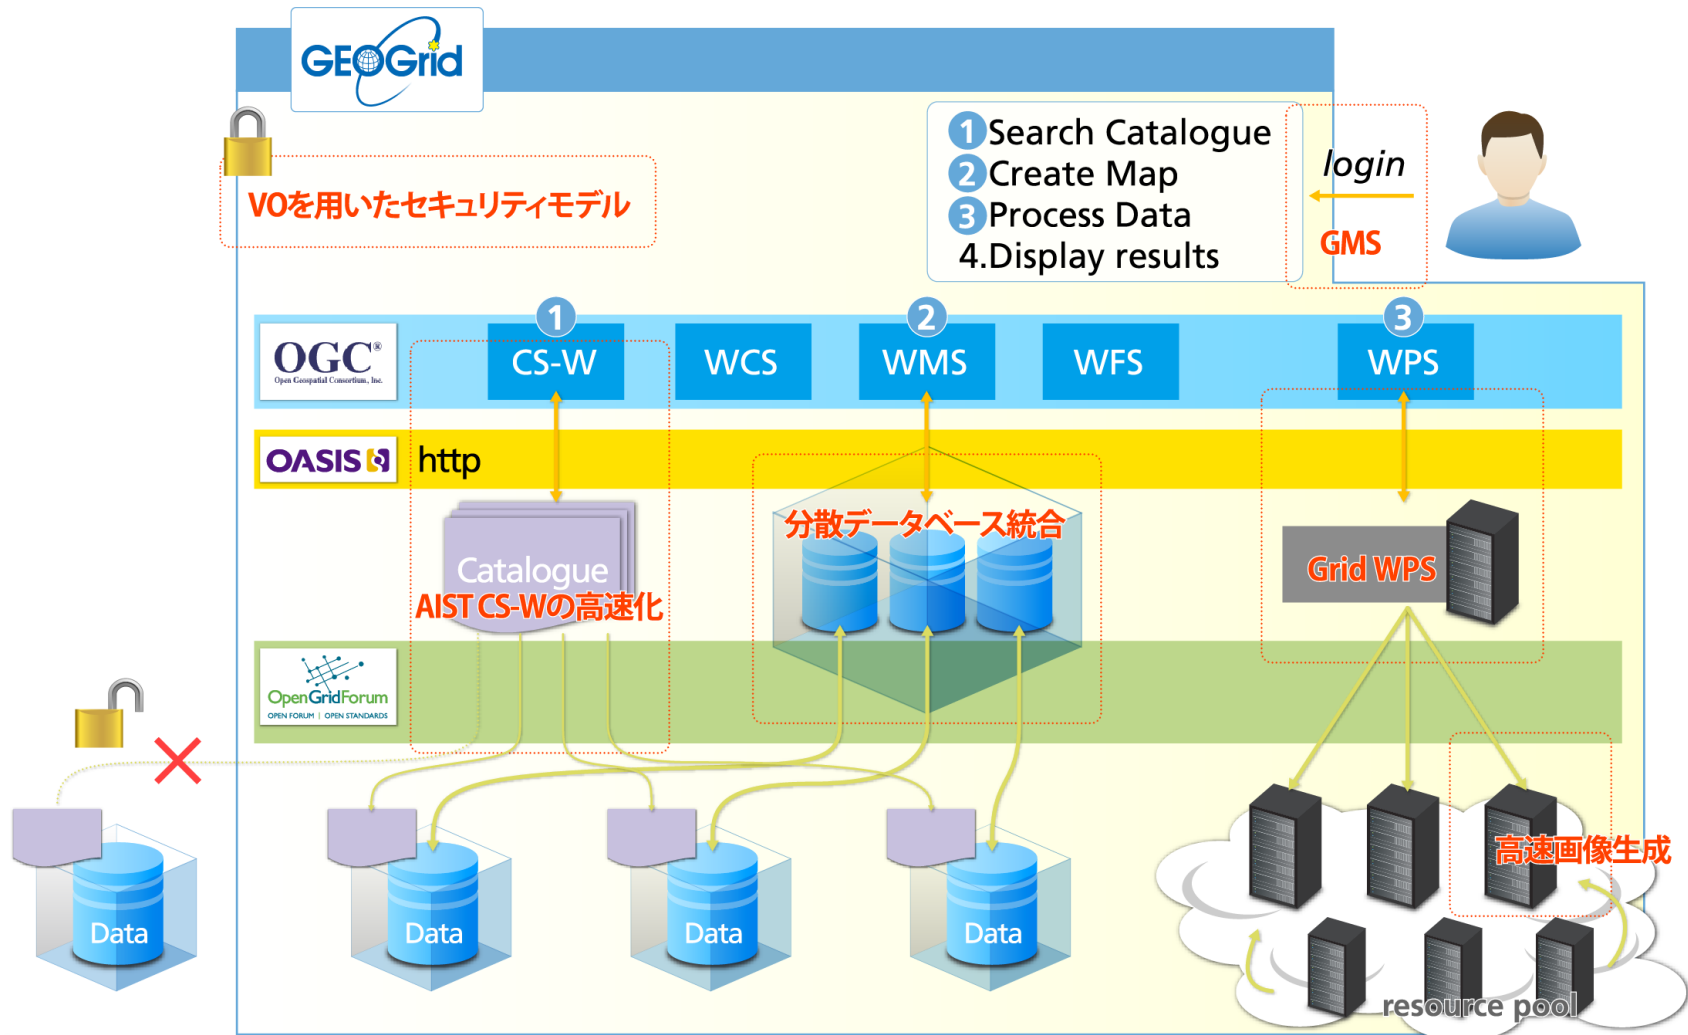 GEOGrid
VOを用いたセキュリティモデル
1 Search Catalogue
2 Create Map
3 Process Data
4.Display results
login
GMS
1
2
3
OGC®
Open Geospatial Consortium, Inc.
CS-W
WCS
WMS
WFS
WPS
OASIS
http
分散データベース統合
Catalogue
AIST CS-Wの高速化
Grid WPS
OpenGridForum
OPEN FORUM | OPEN STANDARDS
高速画像生成
Data
Data
Data
Data
resource pool